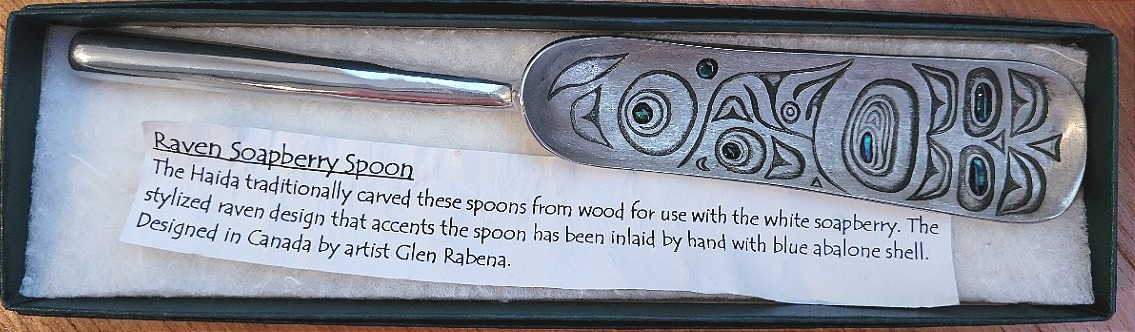 Raven Soapberry Spoon
The Haida traditionally carved these spoons from wood for use with the white soapberry. The
stylized raven design that accents the spoon has been inlaid by hand with blue abalone shell.
Designed in Canada by artist Glen Rabena.